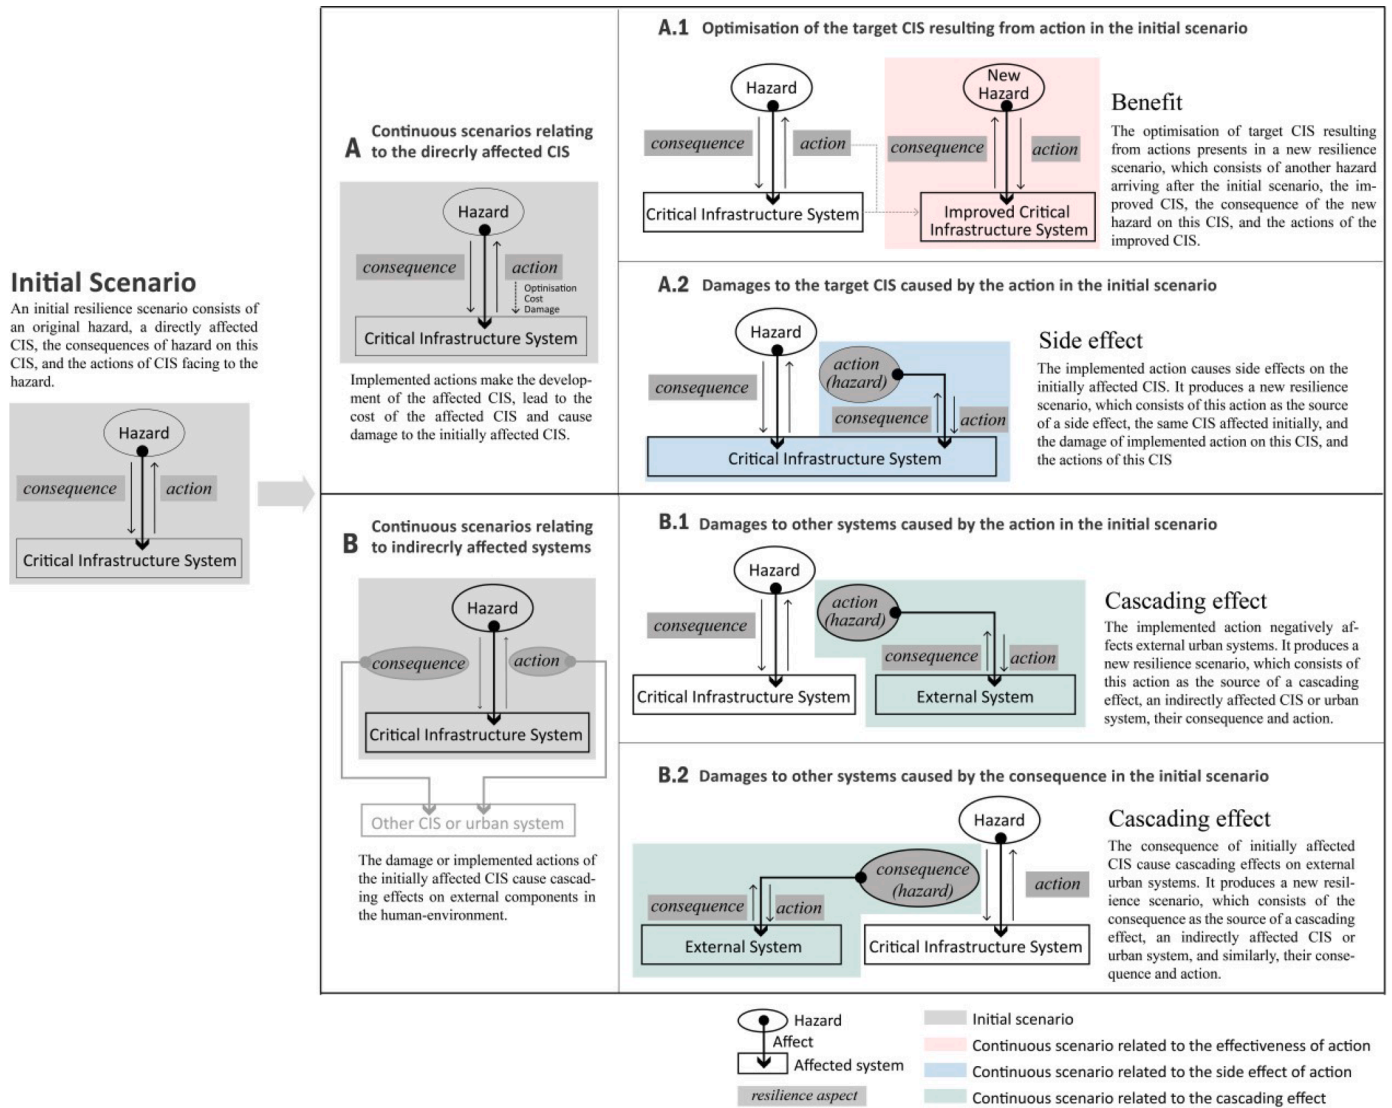 Initial Scenario
An initial resilience scenario consists of
an original hazard, a directly affected
CIS, the consequences of hazard on this
CIS, and the actions of CIS facing to the
hazard.
Hazard
consequence
action
Critical Infrastructure System
A
Continuous scenarios relating
to the direcrly affected CIS
Hazard
consequence
action
Optimisation
Cost
Damage
Critical Infrastructure System
Implemented actions make the develop-
ment of the affected CIS, lead to the
cost of the affected CIS and cause
damage to the initially affected CIS.
A.1 Optimisation of the target CIS resulting from action in the initial scenario
Hazard
consequence
action
Critical Infrastructure System
New
Hazard
consequence
action
Improved Critical
Infrastructure System
Benefit
The optimisation of target CIS resulting
from actions presents in a new resilience
scenario, which consists of another hazard
arriving after the initial scenario, the im-
proved CIS, the consequence of the new
hazard on this CIS, and the actions of the
improved CIS.
A.2 Damages to the target CIS caused by the action in the initial scenario
Hazard
consequence
action
(hazard)
consequence
action
Critical Infrastructure System
Side effect
The implemented action causes side effects on the
initially affected CIS. It produces a new resilience
scenario, which consists of this action as the source
of a side effect, the same CIS affected initially, and
the damage of implemented action on this CIS, and
the actions of this CIS
B
Continuous scenarios relating
to indirecrly affected systems
Hazard
consequence
action
Critical Infrastructure System
Other CIS or urban system
The damage or implemented actions of
the initially affected CIS cause cascad-
ing effects on external components in
the human-environment.
B.1 Damages to other systems caused by the action in the initial scenario
Hazard
consequence
action
(hazard)
consequence
action
Critical Infrastructure System
External System
Cascading effect
The implemented action negatively af-
fects external urban systems. It produces a
new resilience scenario, which consists of
this action as the source of a cascading
effect, an indirectly affected CIS or urban
system, their consequence and action.
B.2 Damages to other systems caused by the consequence in the initial scenario
Hazard
consequence
(hazard)
action
consequence
action
External System
Critical Infrastructure System
Cascading effect
The consequence of initially affected
CIS cause cascading effects on external
urban systems. It produces a new resil-
ience scenario, which consists of the
consequence as the source of a cascading
effect, an indirectly affected CIS or
urban system, and similarly, their conse-
quence and action.
Hazard
Affect
Affected system
resilience aspect
Initial scenario
Continuous scenario related to the effectiveness of action
Continuous scenario related to the side effect of action
Continuous scenario related to the cascading effect